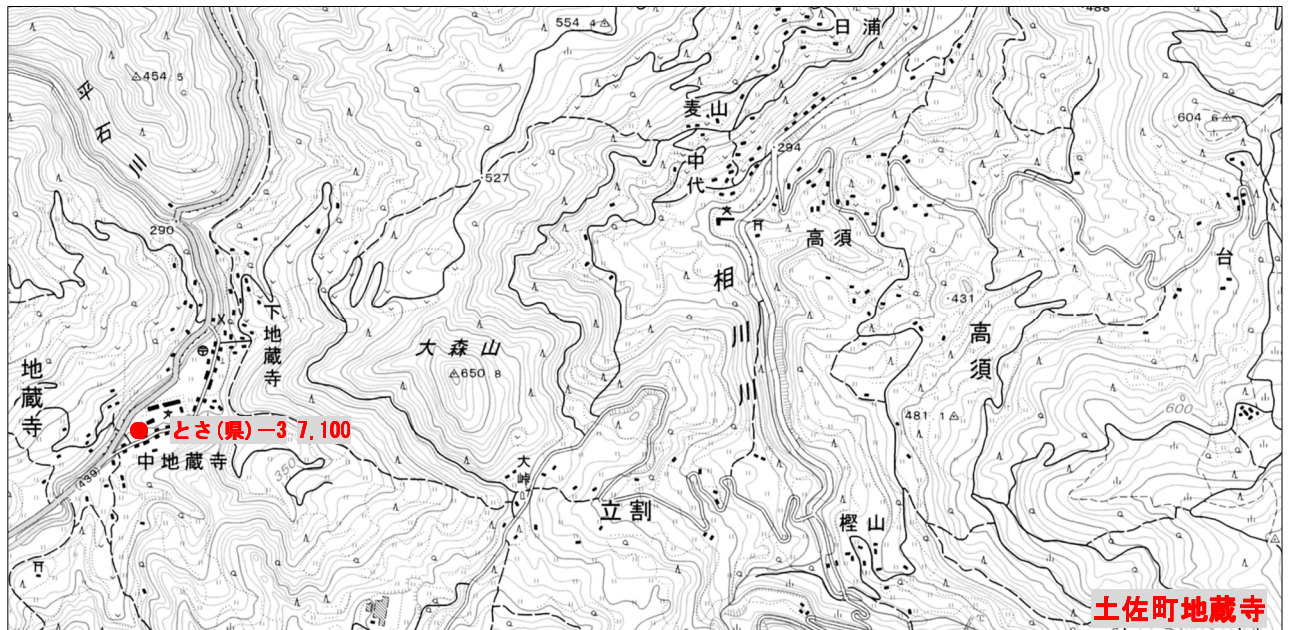 554.4
488
日浦
454.5
平石川
麦山
604.6
294
中代
527
290
高須
台
相川川
431
下地蔵寺
大森山
高須
地蔵寺
650.8
600
481.1
とさ(県)－3 7,100
中地蔵寺
350
大峠
439
立割
樫山
土佐町地蔵寺